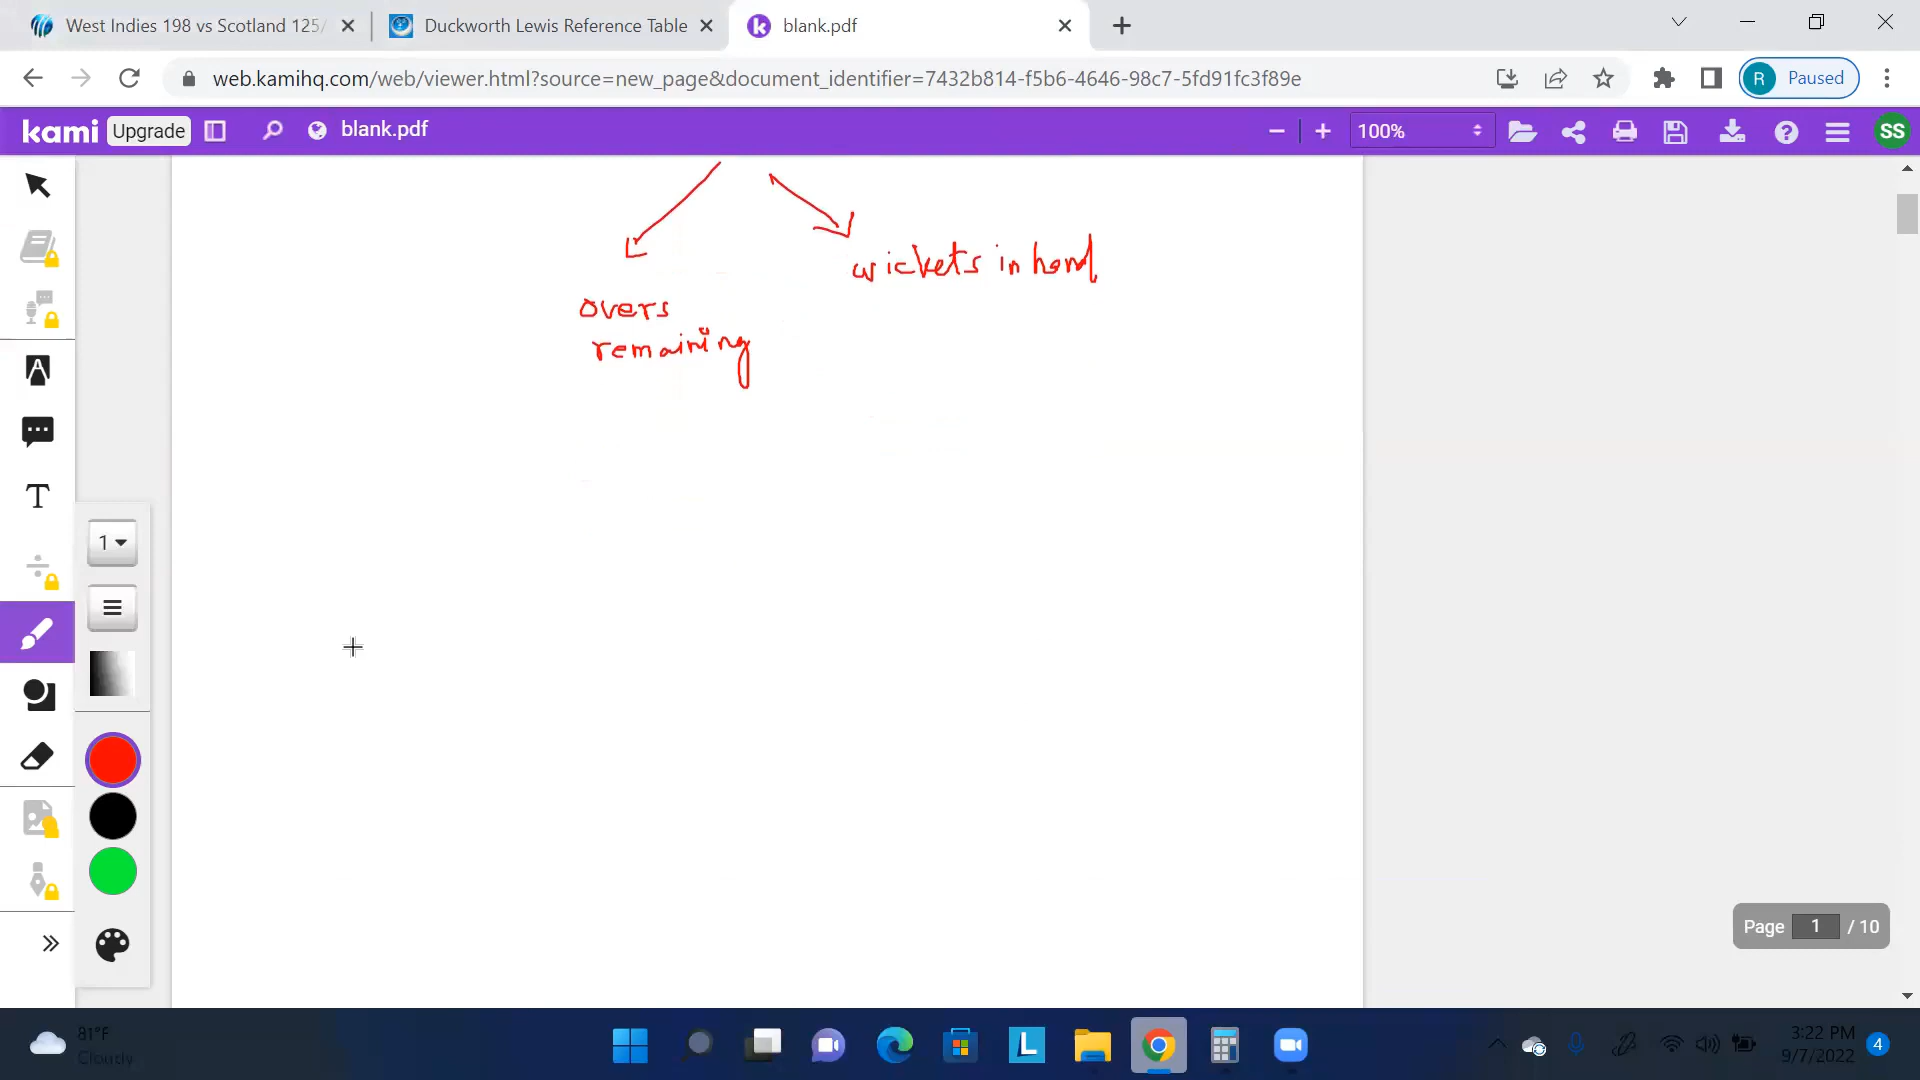 West Indies 198 vs Scotland 125/
Duckworth Lewis Reference Table
blank.pdf
web.kamihq.com/web/viewer.html?source=new_page&document_identifier=7432b814-f5b6-4646-98c7-5fd91fc3f89e
R Paused
kami Upgrade
blank.pdf
100%
SS
wickets in hand
overs
remaining
T
1
Page 1 / 10
81°F
Cloudy
L
3:22 PM
9/7/2022
4